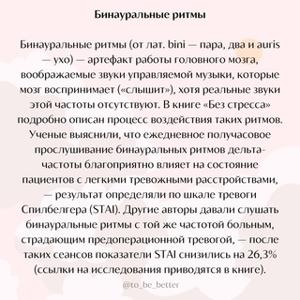 Бинауральные ритмы
Бинауральные ритмы (от лат. bini — пара, два и auris
— ухо) — артефакт работы головного мозга,
воображаемые звуки управляемой музыки, которые
мозг воспринимает («слышит»), хотя реальные звуки
этой частоты отсутствуют. В книге «Без стресса»
подробно описан процесс воздействия таких ритмов.
Ученые выяснили, что ежедневное получасовое
прослушивание бинауральных ритмов дельта-
частоты благоприятно влияет на состояние
пациентов с легкими тревожными расстройствами,
— результат определяли по шкале тревоги
Спилбелгера (STAI). Другие авторы давали слушать
бинауральные ритмы с той же частотой больным,
страдающим предоперационной тревогой, — после
таких сеансов показатели STAI снизились на 26,3%
(ссылки на исследования приводятся в книге).
@to_be_better